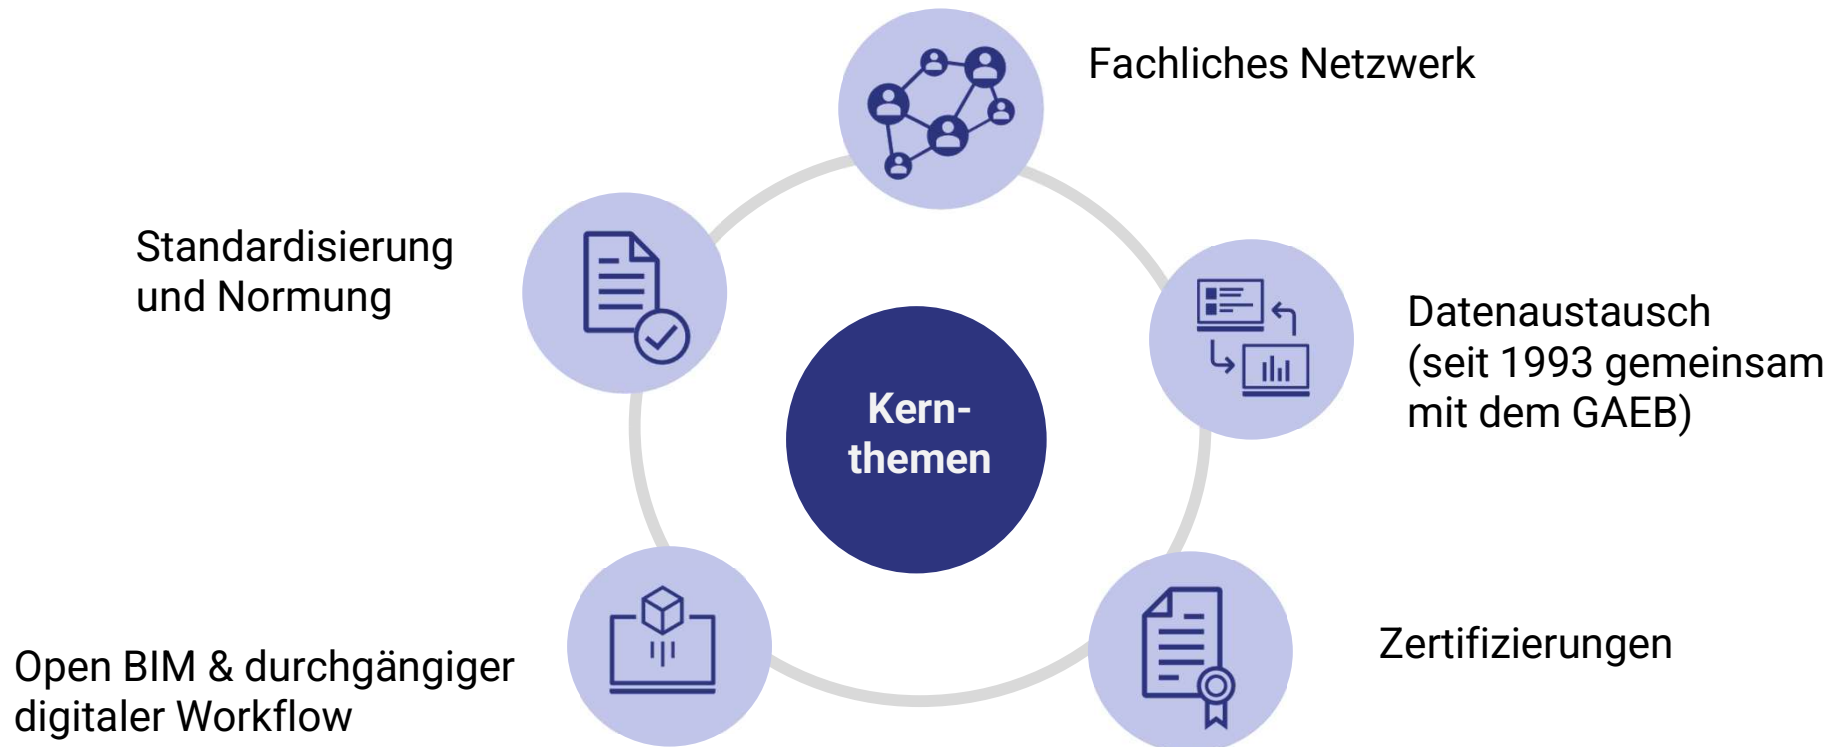 Fachliches Netzwerk
Standardisierung
und Normung
Datenaustausch
(seit 1993 gemeinsam
mit dem GAEB)
Kern-
themen
Zertifizierungen
Open BIM & durchgängiger
digitaler Workflow